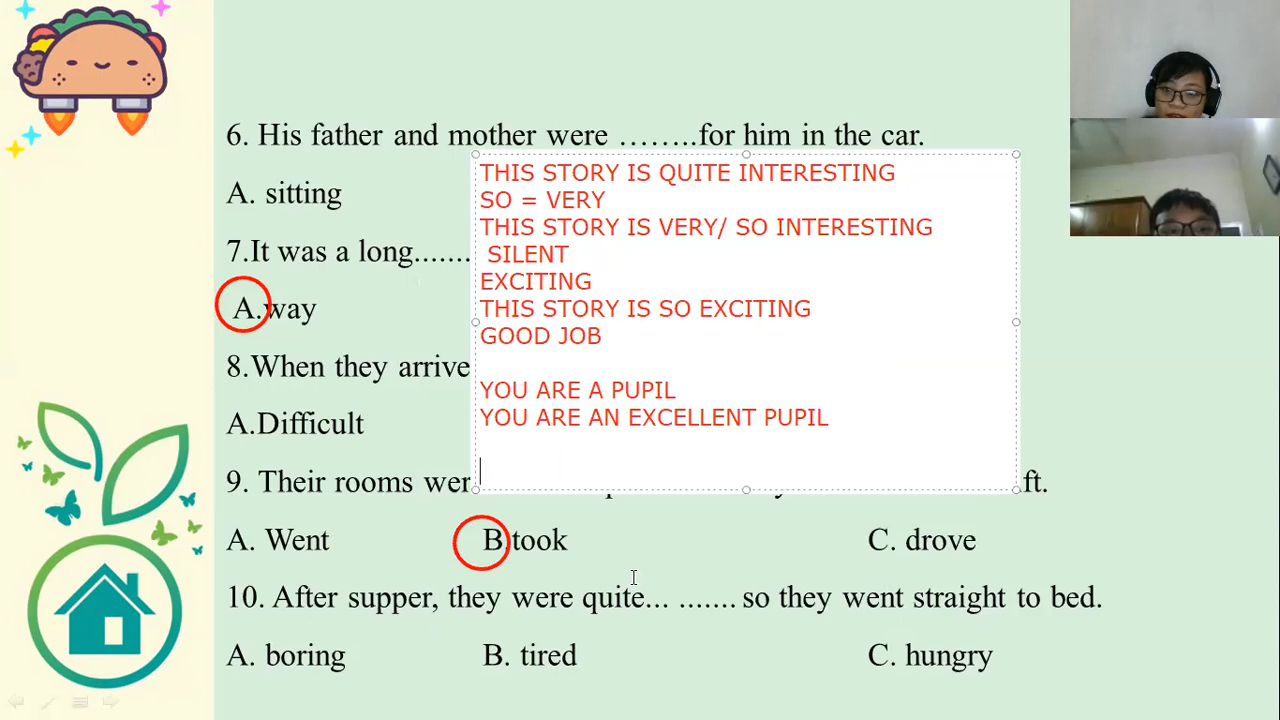 6. His father and mother were ……..for him in the car.
THIS STORY IS QUITE INTERESTING
A. sitting
SO = VERY
THIS STORY IS VERY/ SO INTERESTING
7.It was a long.......
SILENT
EXCITING
A.way
THIS STORY IS SO EXCITING
GOOD JOB
8.When they arrive
YOU ARE A PUPIL
A.Difficult
YOU ARE AN EXCELLENT PUPIL
9. Their rooms wer ft.
A. Went B.took C. drove
10. After supper, they were quite... ....... so they went straight to bed.
A. boring B. tired C. hungry